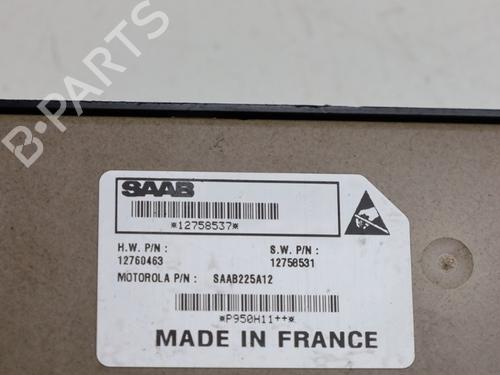 B-PARTS
SAAB
*12758537*
H.W. P/N : S.W. P/N :
12760463 12758531
MOTOROLA P/N : SAAB225A12
*P950H11++*
MADE IN FRANCE